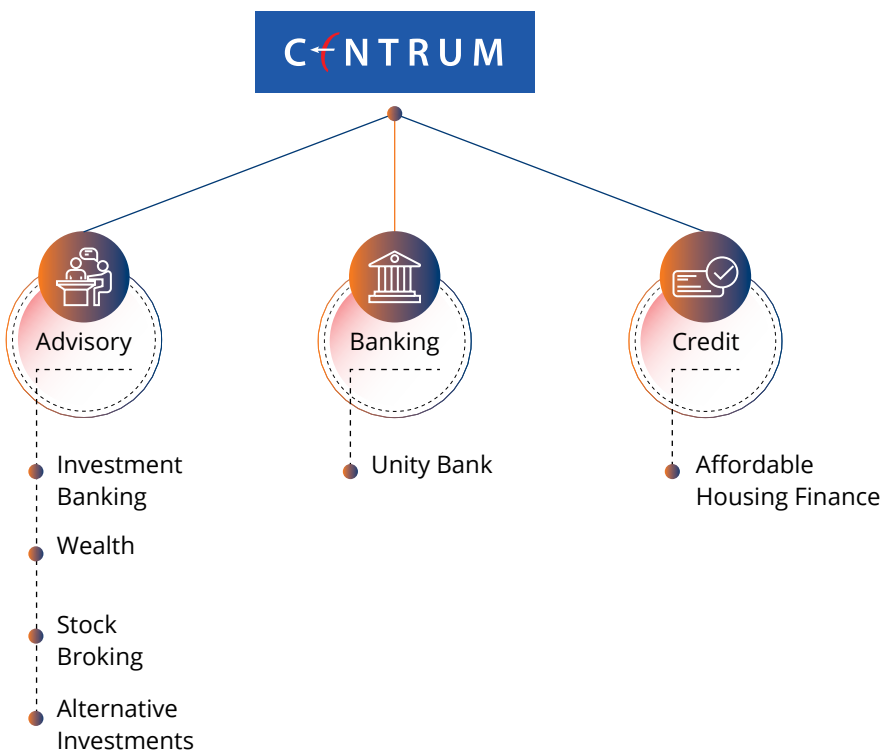 CENTRUM
Advisory
Investment
Banking
Wealth
Stock
Broking
Alternative
Investments
Banking
Unity Bank
Credit
Affordable
Housing Finance